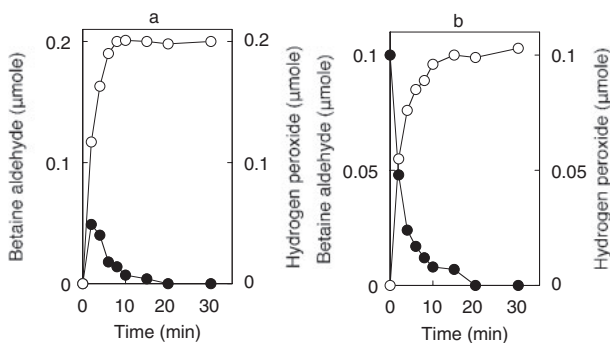 a
Betaine aldehyde (μmole)
0.2
0.1
0
0 10 20 30
Time (min)
0.2
0.1
0
Hydrogen peroxide (μmole)
b
Betaine aldehyde (μmole)
0.1
0.05
0
0 10 20 30
Time (min)
0.1
0.05
0
Hydrogen peroxide (μmole)